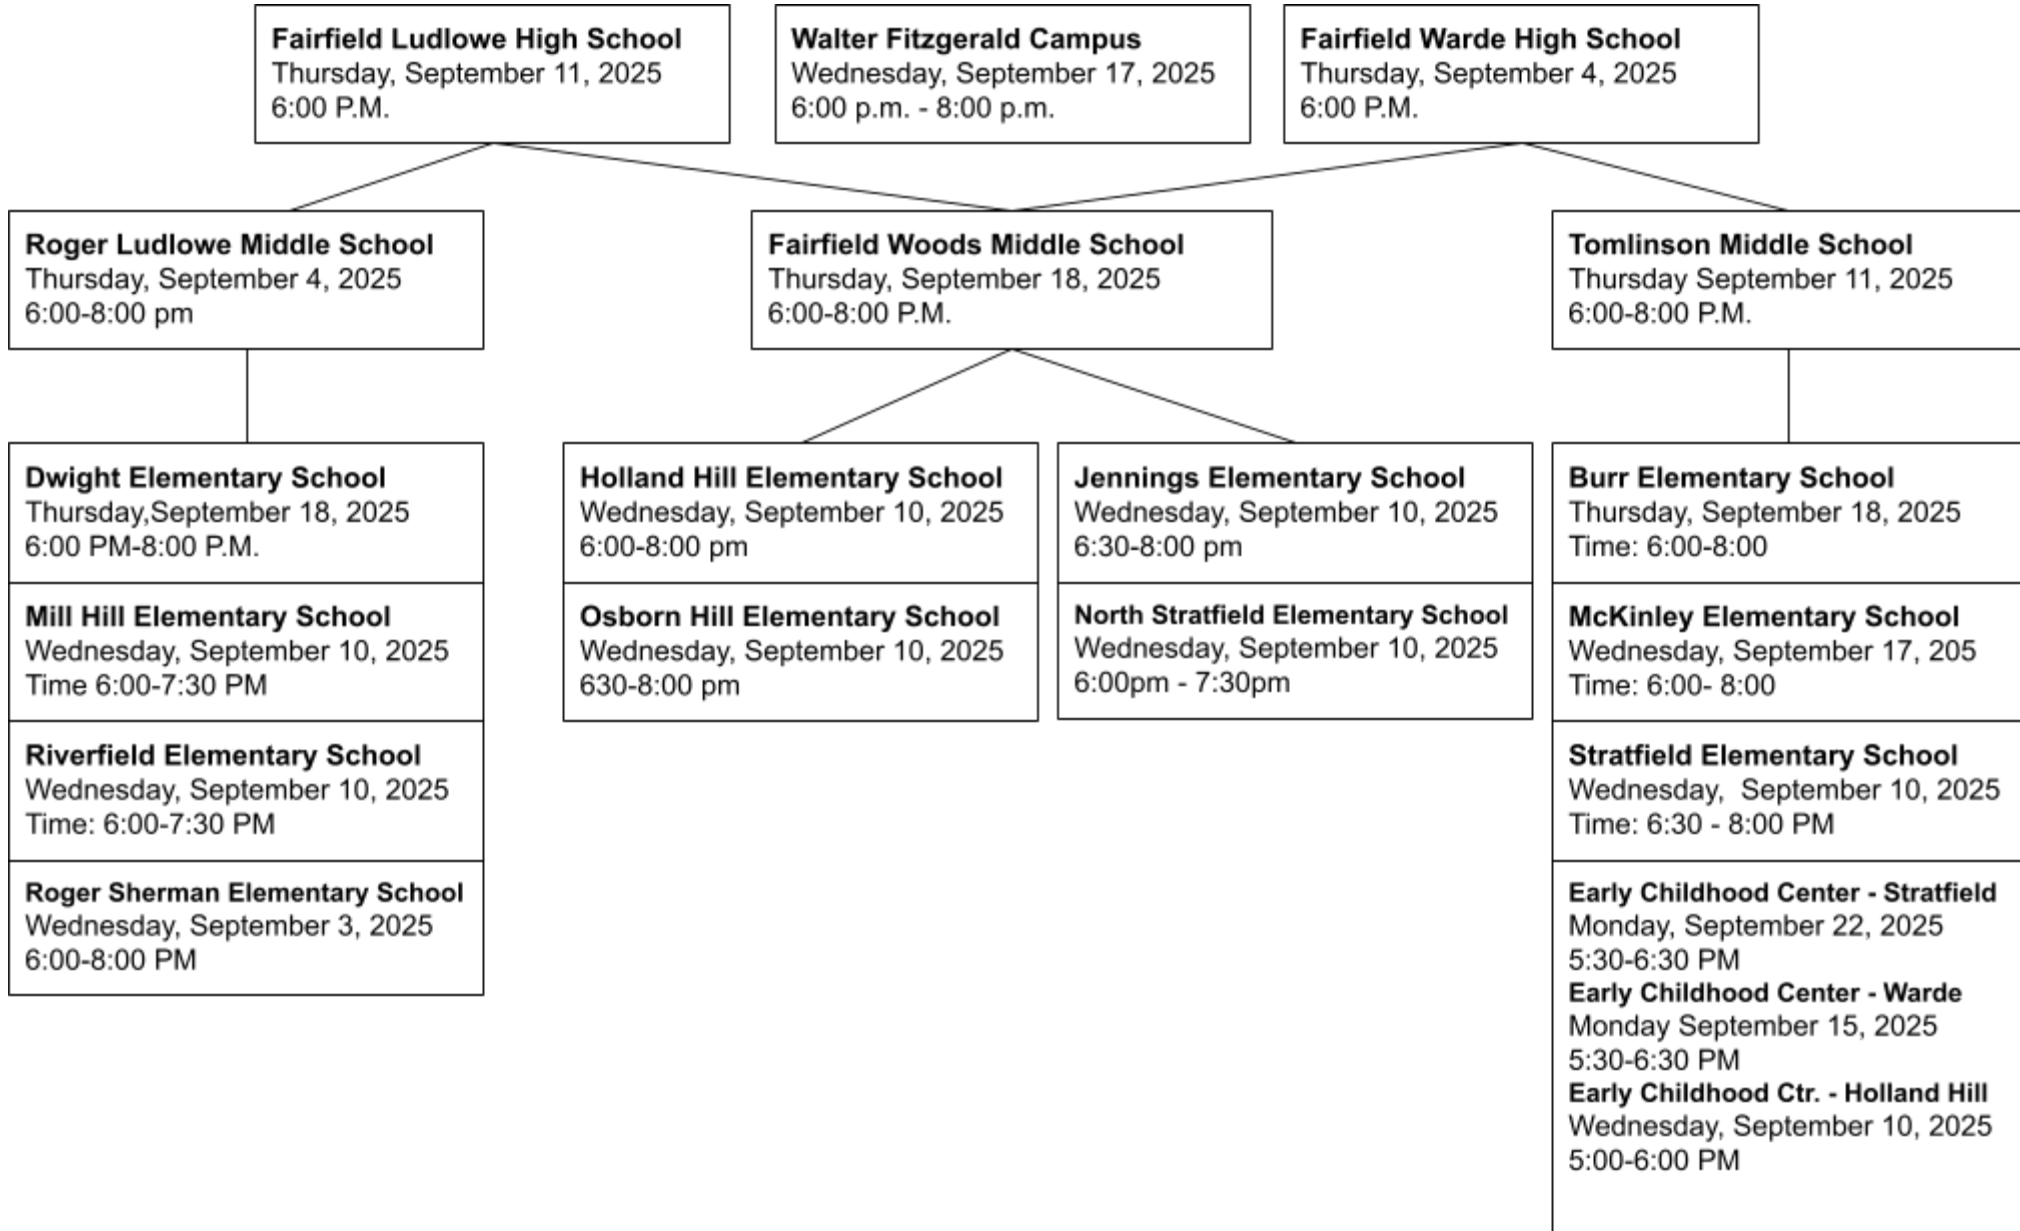 Fairfield Ludlowe High School
Thursday, September 11, 2025
6:00 P.M.
Walter Fitzgerald Campus
Wednesday, September 17, 2025
6:00 p.m. - 8:00 p.m.
Fairfield Warde High School
Thursday, September 4, 2025
6:00 P.M.
Roger Ludlowe Middle School
Thursday, September 4, 2025
6:00-8:00 pm
Fairfield Woods Middle School
Thursday, September 18, 2025
6:00-8:00 P.M.
Tomlinson Middle School
Thursday September 11, 2025
6:00-8:00 P.M.
Dwight Elementary School
Thursday,September 18, 2025
6:00 PM-8:00 P.M.
Mill Hill Elementary School
Wednesday, September 10, 2025
Time 6:00-7:30 PM
Riverfield Elementary School
Wednesday, September 10, 2025
Time: 6:00-7:30 PM
Roger Sherman Elementary School
Wednesday, September 3, 2025
6:00-8:00 PM
Holland Hill Elementary School
Wednesday, September 10, 2025
6:00-8:00 pm
Osborn Hill Elementary School
Wednesday, September 10, 2025
630-8:00 pm
Jennings Elementary School
Wednesday, September 10, 2025
6:30-8:00 pm
North Stratfield Elementary School
Wednesday, September 10, 2025
6:00pm - 7:30pm
Burr Elementary School
Thursday, September 18, 2025
Time: 6:00-8:00
McKinley Elementary School
Wednesday, September 17, 205
Time: 6:00- 8:00
Stratfield Elementary School
Wednesday,  September 10, 2025
Time: 6:30 - 8:00 PM
Early Childhood Center - Stratfield
Monday, September 22, 2025
5:30-6:30 PM
Early Childhood Center - Warde
Monday September 15, 2025
5:30-6:30 PM
Early Childhood Ctr. - Holland Hill
Wednesday, September 10, 2025
5:00-6:00 PM